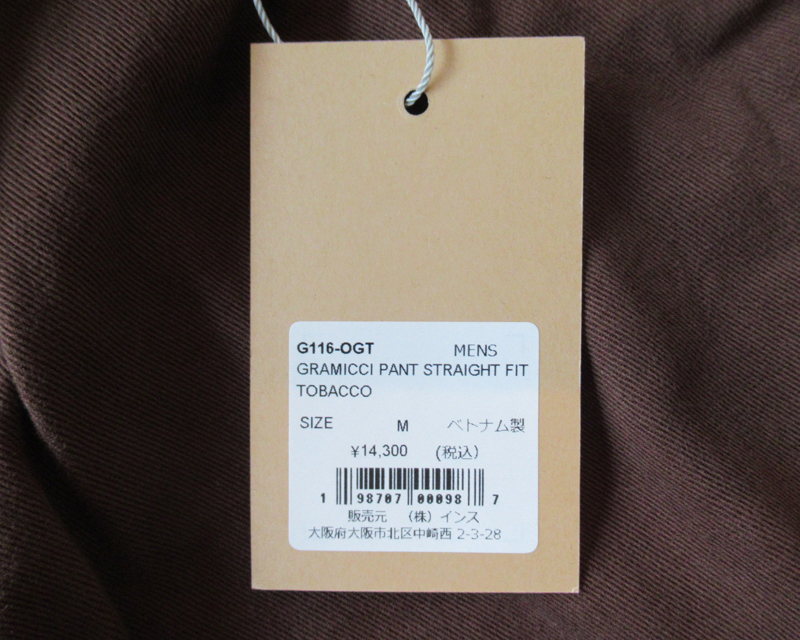 G116-OGT MENS
GRAMICCI PANT STRAIGHT FIT
TOBACCO
SIZE M ベトナム製
¥14,300 (税込)
1 98707 00098 7
販売元 (株)インス
大阪府大阪市北区中崎西 2-3-28